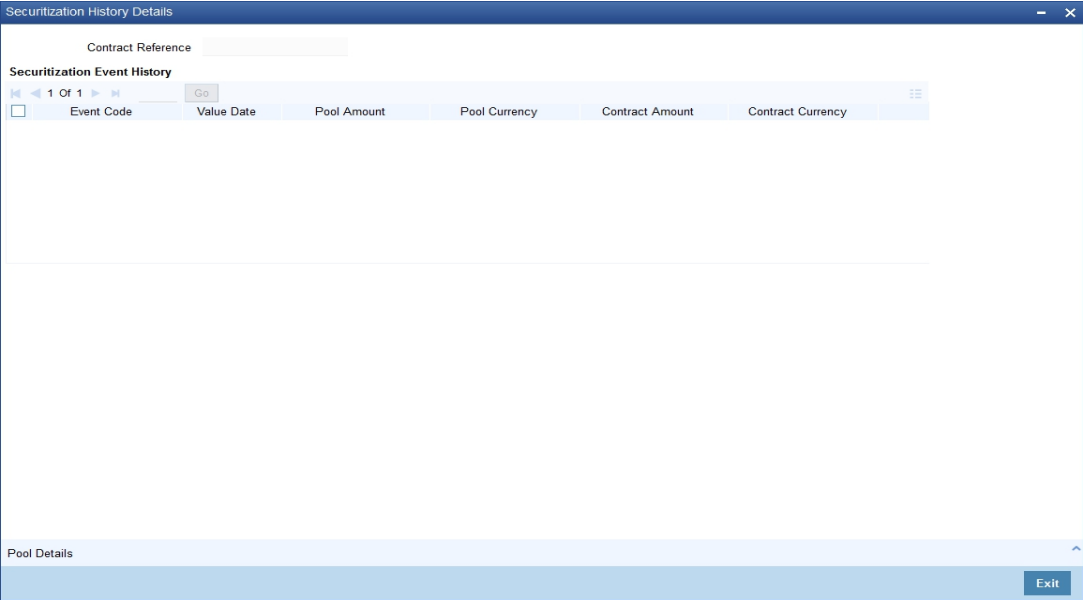 Securitization History Details
Contract Reference
Securitization Event History
1 Of 1 Go
Event Code Value Date Pool Amount Pool Currency Contract Amount Contract Currency
Pool Details
Exit